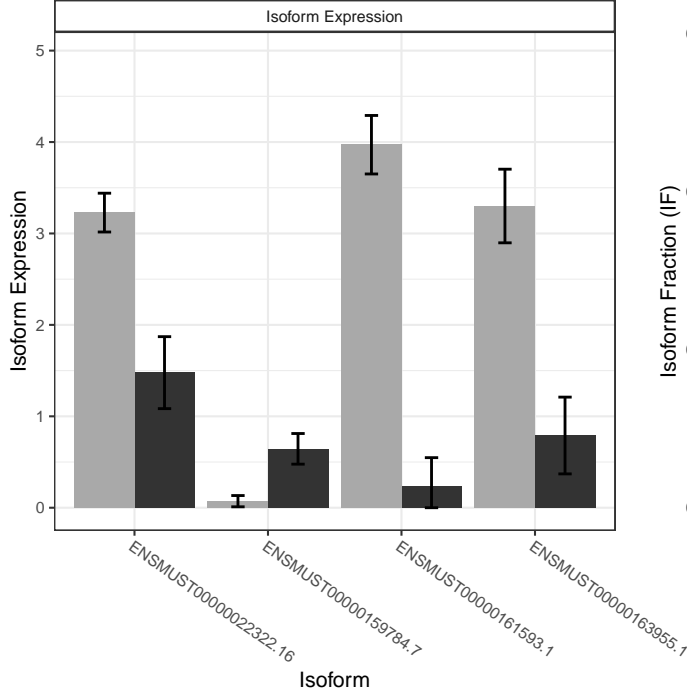 Isoform Expression
5
4
3
2
1
0
Isoform Expression
ENSMUST00000022322.16
ENSMUST00000159784.7
ENSMUST00000161593.1
ENSMUST00000163955.1
Isoform
Isoform Fraction (IF)